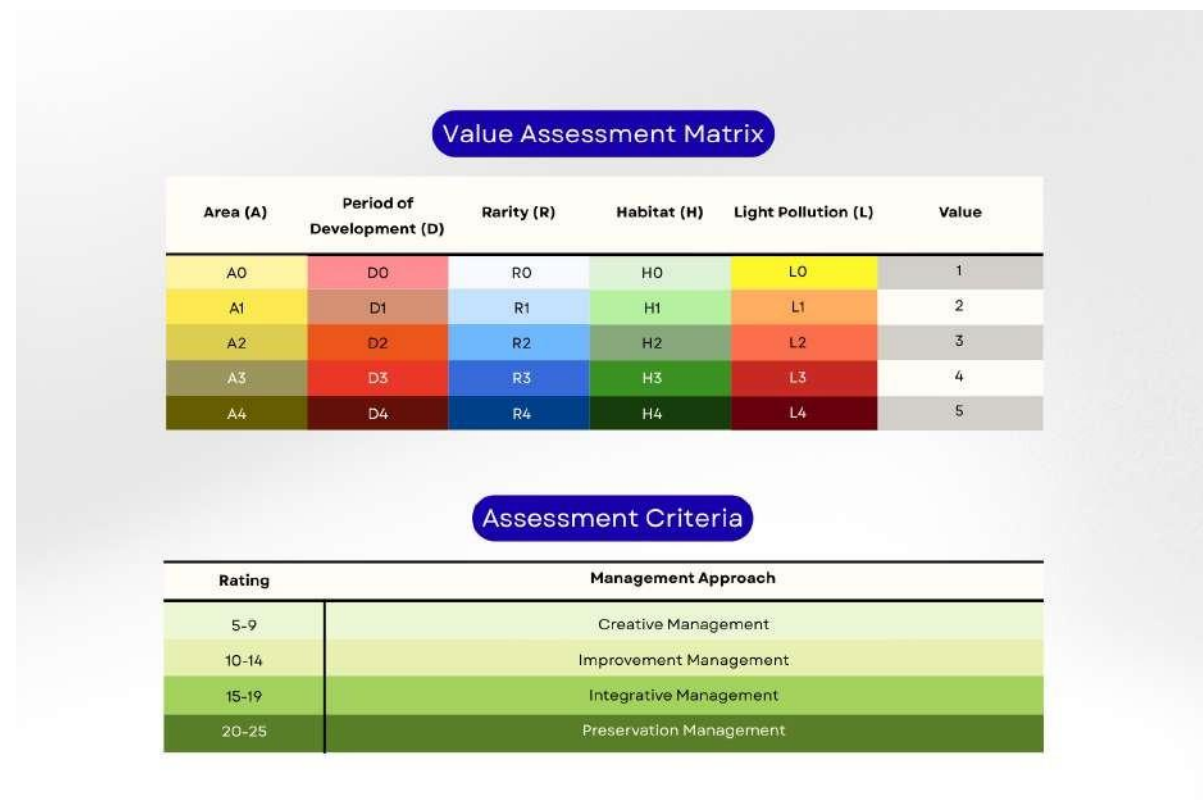 Value Assessment Matrix
Area (A) Period of Development (D) Rarity (R) Habitat (H) Light Pollution (L) Value
A0 D0 R0 H0 L0 1
A1 D1 R1 H1 L1 2
A2 D2 R2 H2 L2 3
A3 D3 R3 H3 L3 4
A4 D4 R4 H4 L4 5
Assessment Criteria
Rating Management Approach
5-9 Creative Management
10-14 Improvement Management
15-19 Integrative Management
20-25 Preservation Management